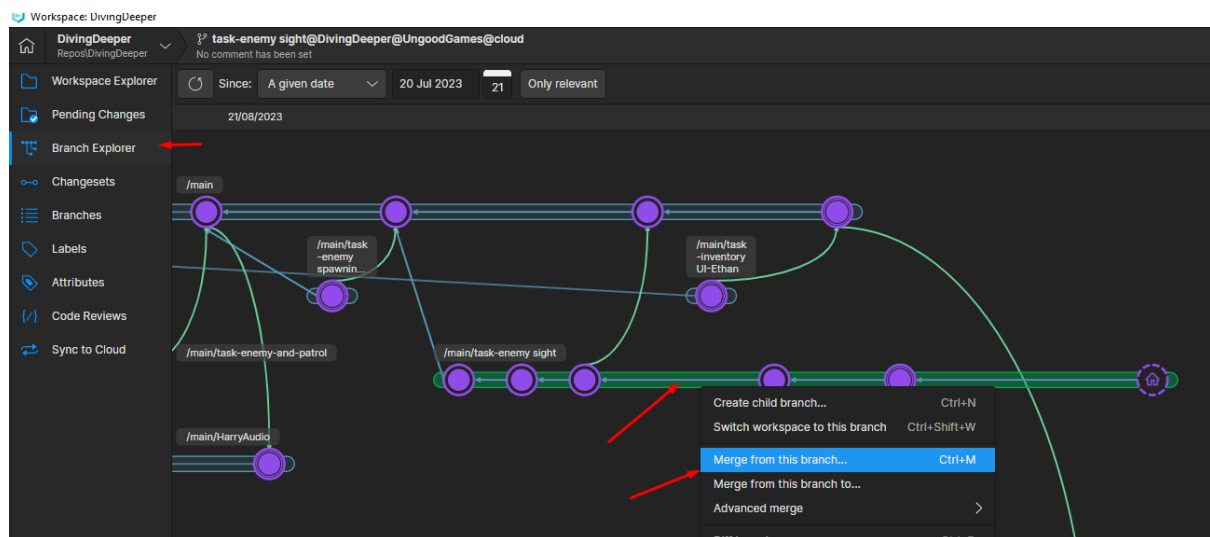 Workspace: DivingDeeper
DivingDeeper
Repos\DivingDeeper
task-enemy sight@DivingDeeper@UngoodGames@cloud
No comment has been set
Workspace Explorer
Pending Changes
Branch Explorer
Changesets
Branches
Labels
Attributes
Code Reviews
Sync to Cloud
Since:
A given date
20 Jul 2023
21
Only relevant
21/08/2023
/main
/main/task
-enemy
spawnin...
/main/task
-inventory
UI-Ethan
/main/task-enemy-and-patrol
/main/task-enemy sight
/main/HarryAudio
Create child branch... Ctrl+N
Switch workspace to this branch Ctrl+Shift+W
Merge from this branch... Ctrl+M
Merge from this branch to...
Advanced merge